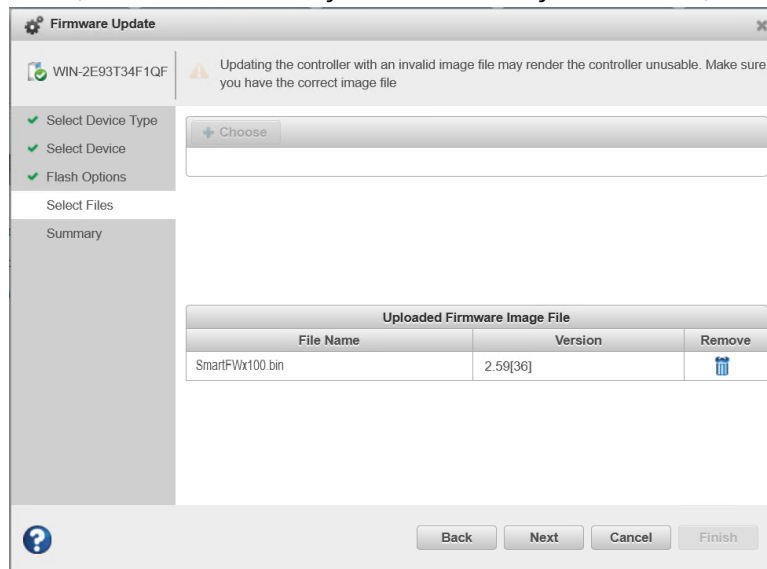 Firmware Update
WIN-2E93T34F1QF
Updating the controller with an invalid image file may render the controller unusable. Make sure
you have the correct image file
Select Device Type
Select Device
Flash Options
Select Files
Summary
Choose
Uploaded Firmware Image File
File Name Version Remove
SmartFWx100.bin 2.59[36]
? Back Next Cancel Finish